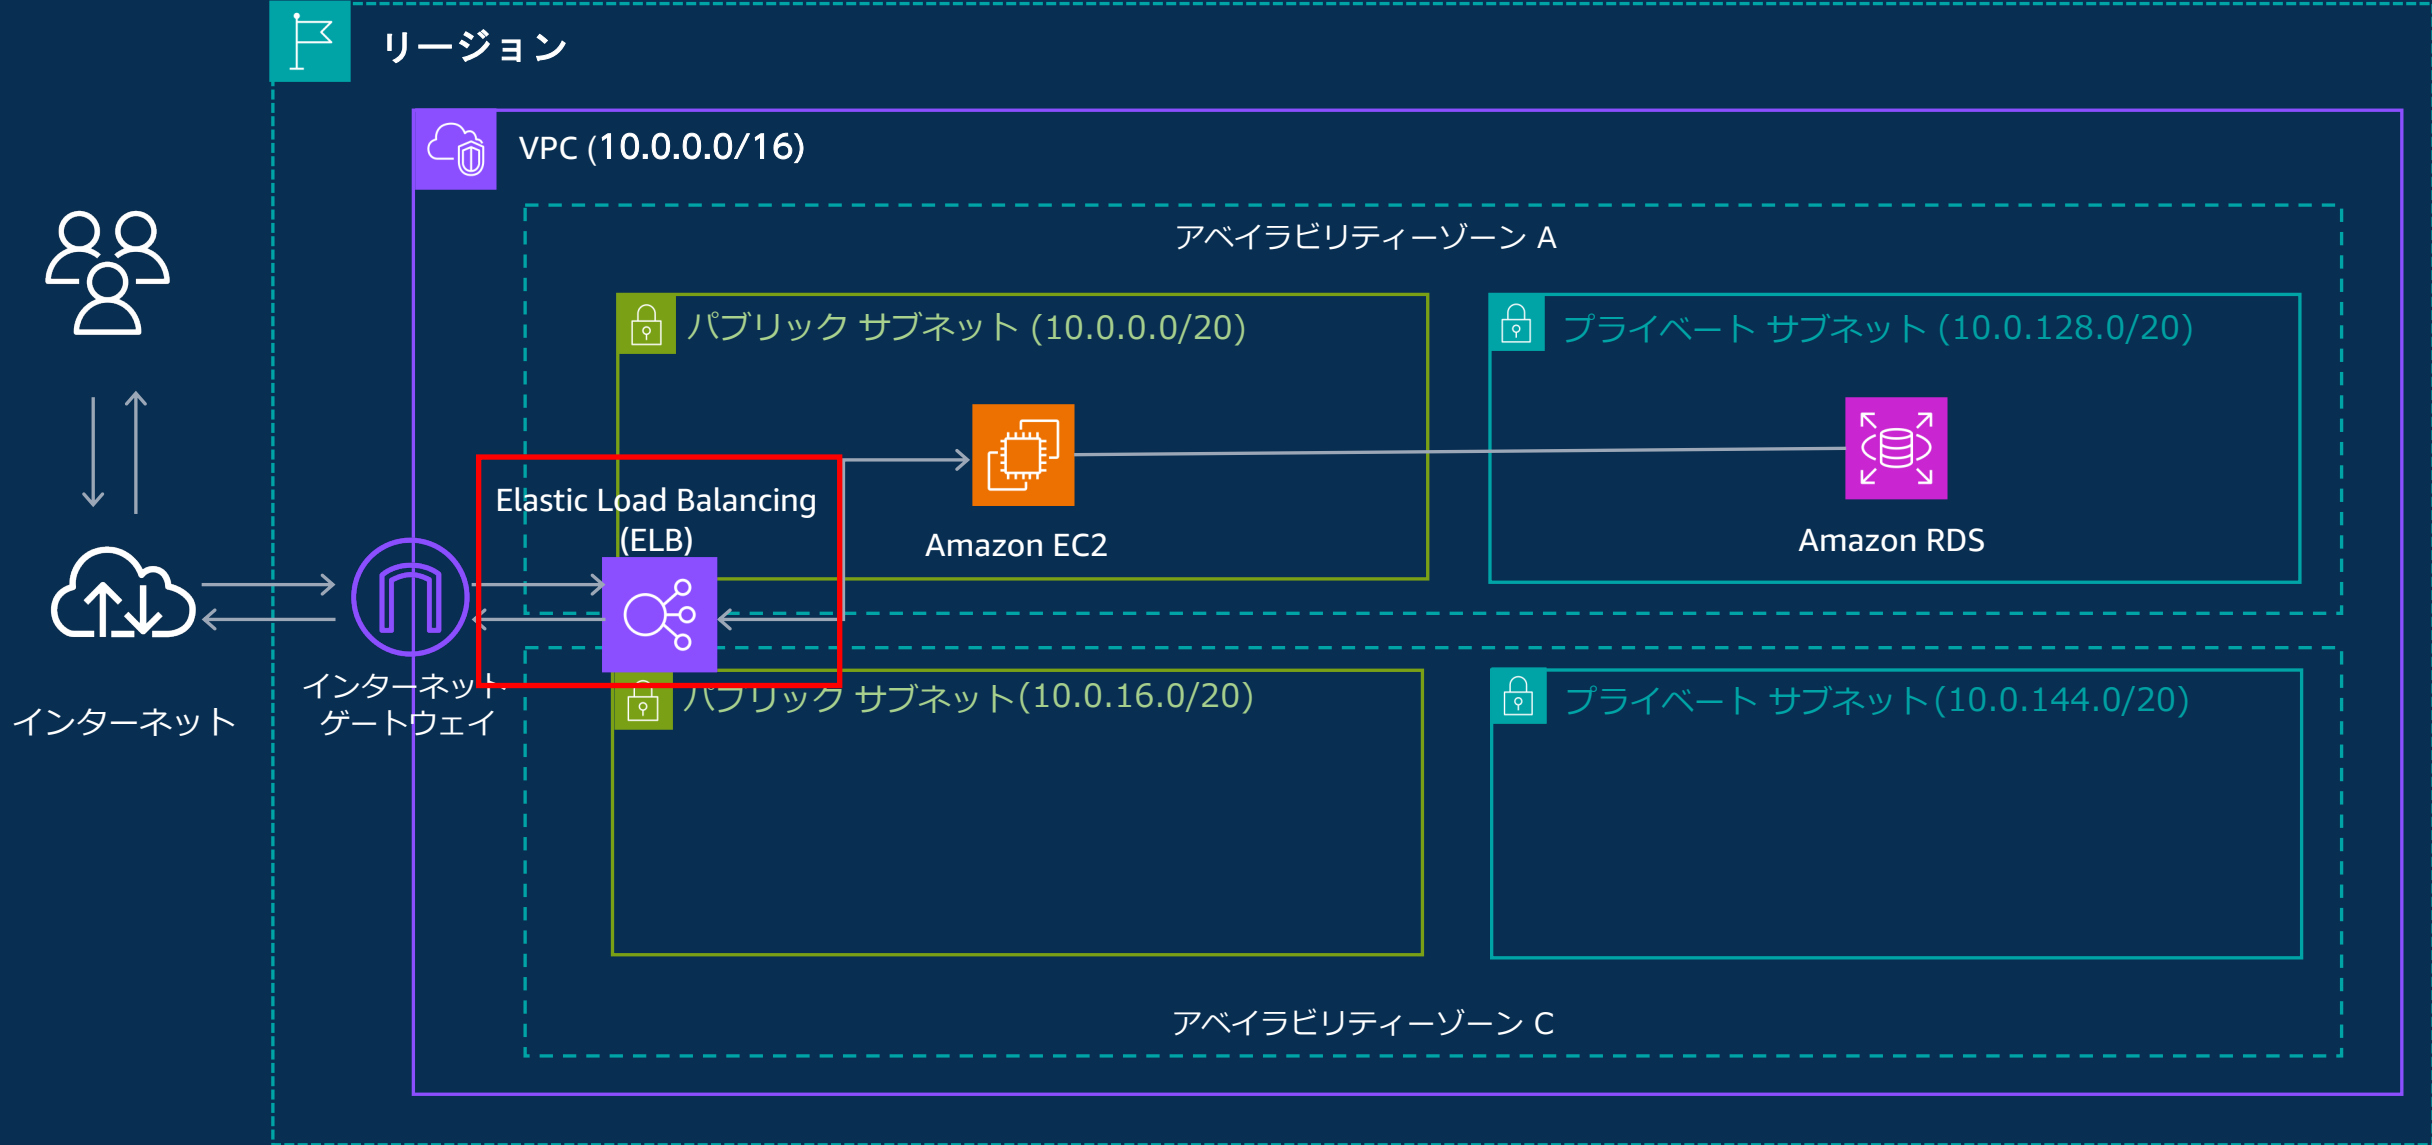 リージョン
VPC (10.0.0.0/16)
アベイラビリティーゾーン A
パブリック サブネット (10.0.0.0/20)
プライベート サブネット (10.0.128.0/20)
Elastic Load Balancing
(ELB)
Amazon EC2
Amazon RDS
インターネット
ゲートウェイ
インターネット
パブリック サブネット(10.0.16.0/20)
プライベート サブネット(10.0.144.0/20)
アベイラビリティーゾーン C